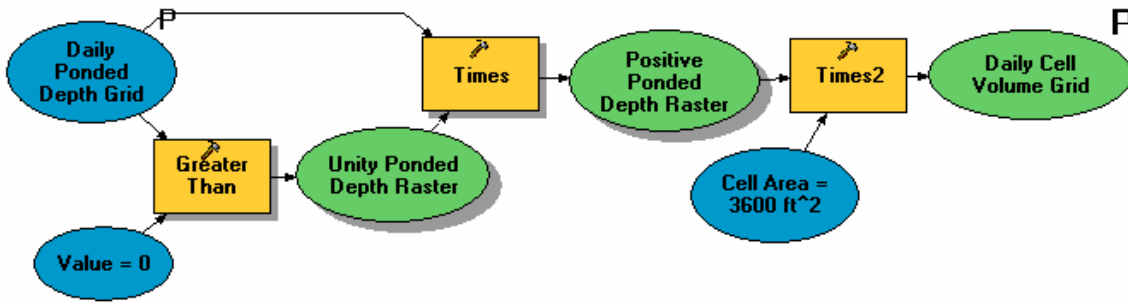 P
P
Daily
Ponded
Depth Grid
Times
Positive
Ponded
Depth Raster
Times2
Daily Cell
Volume Grid
Greater
Than
Unity Ponded
Depth Raster
Cell Area =
3600 ft^2
Value = 0